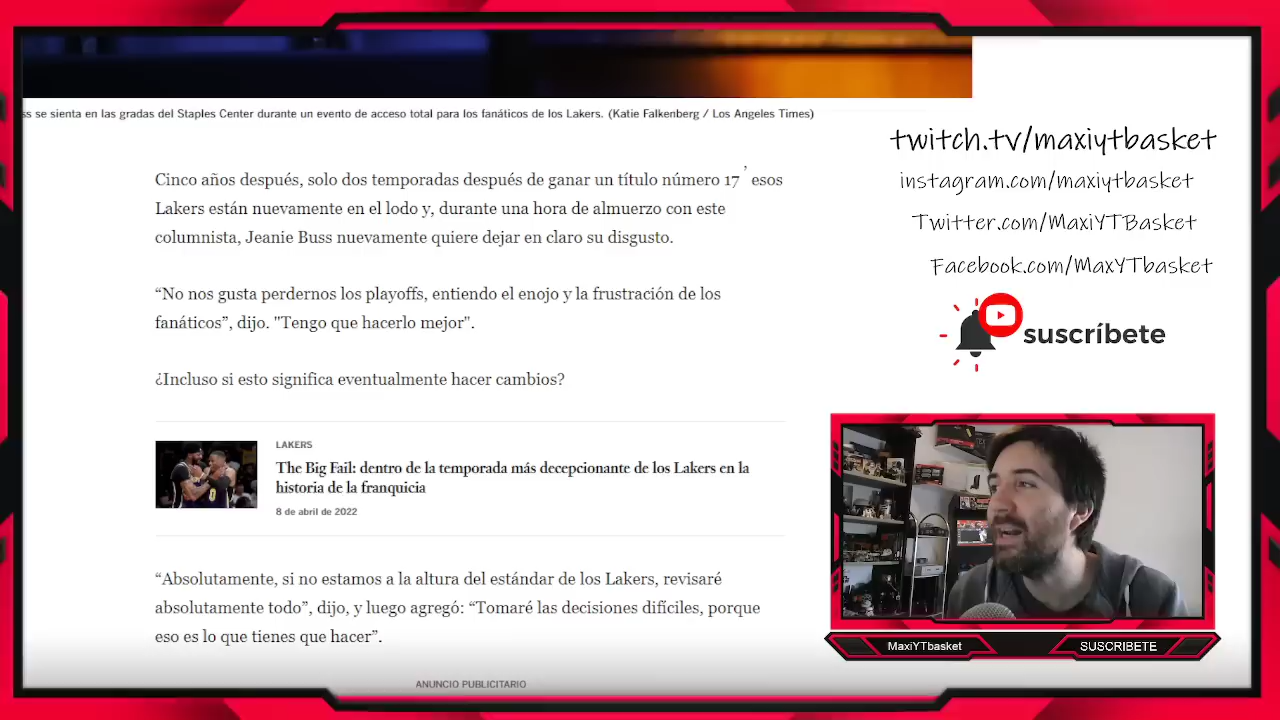 ss se sienta en las gradas del Staples Center durante un evento de acceso total para los fanáticos de los Lakers. (Katie Falkenberg / Los Angeles Times)
Cinco años después, solo dos temporadas después de ganar un título número 17 ’ esos
Lakers están nuevamente en el lodo y, durante una hora de almuerzo con este
columnista, Jeanie Buss nuevamente quiere dejar en claro su disgusto.
“No nos gusta perdernos los playoffs, entiendo el enojo y la frustración de los
fanáticos”, dijo. "Tengo que hacerlo mejor".
¿Incluso si esto significa eventualmente hacer cambios?
LAKERS
The Big Fail: dentro de la temporada más decepcionante de los Lakers en la
historia de la franquicia
8 de abril de 2022
“Absolutamente, si no estamos a la altura del estándar de los Lakers, revisaré
absolutamente todo”, dijo, y luego agregó: “Tomaré las decisiones difíciles, porque
eso es lo que tienes que hacer”.
ANUNCIO PUBLICITARIO
twitch.tv/maxiytbasket
instagram.com/maxiytbasket
Twitter.com/MaxiYTBasket
Facebook.com/MaxYTbasket
suscríbete
MaxiYTbasket
SUSCRIBETE